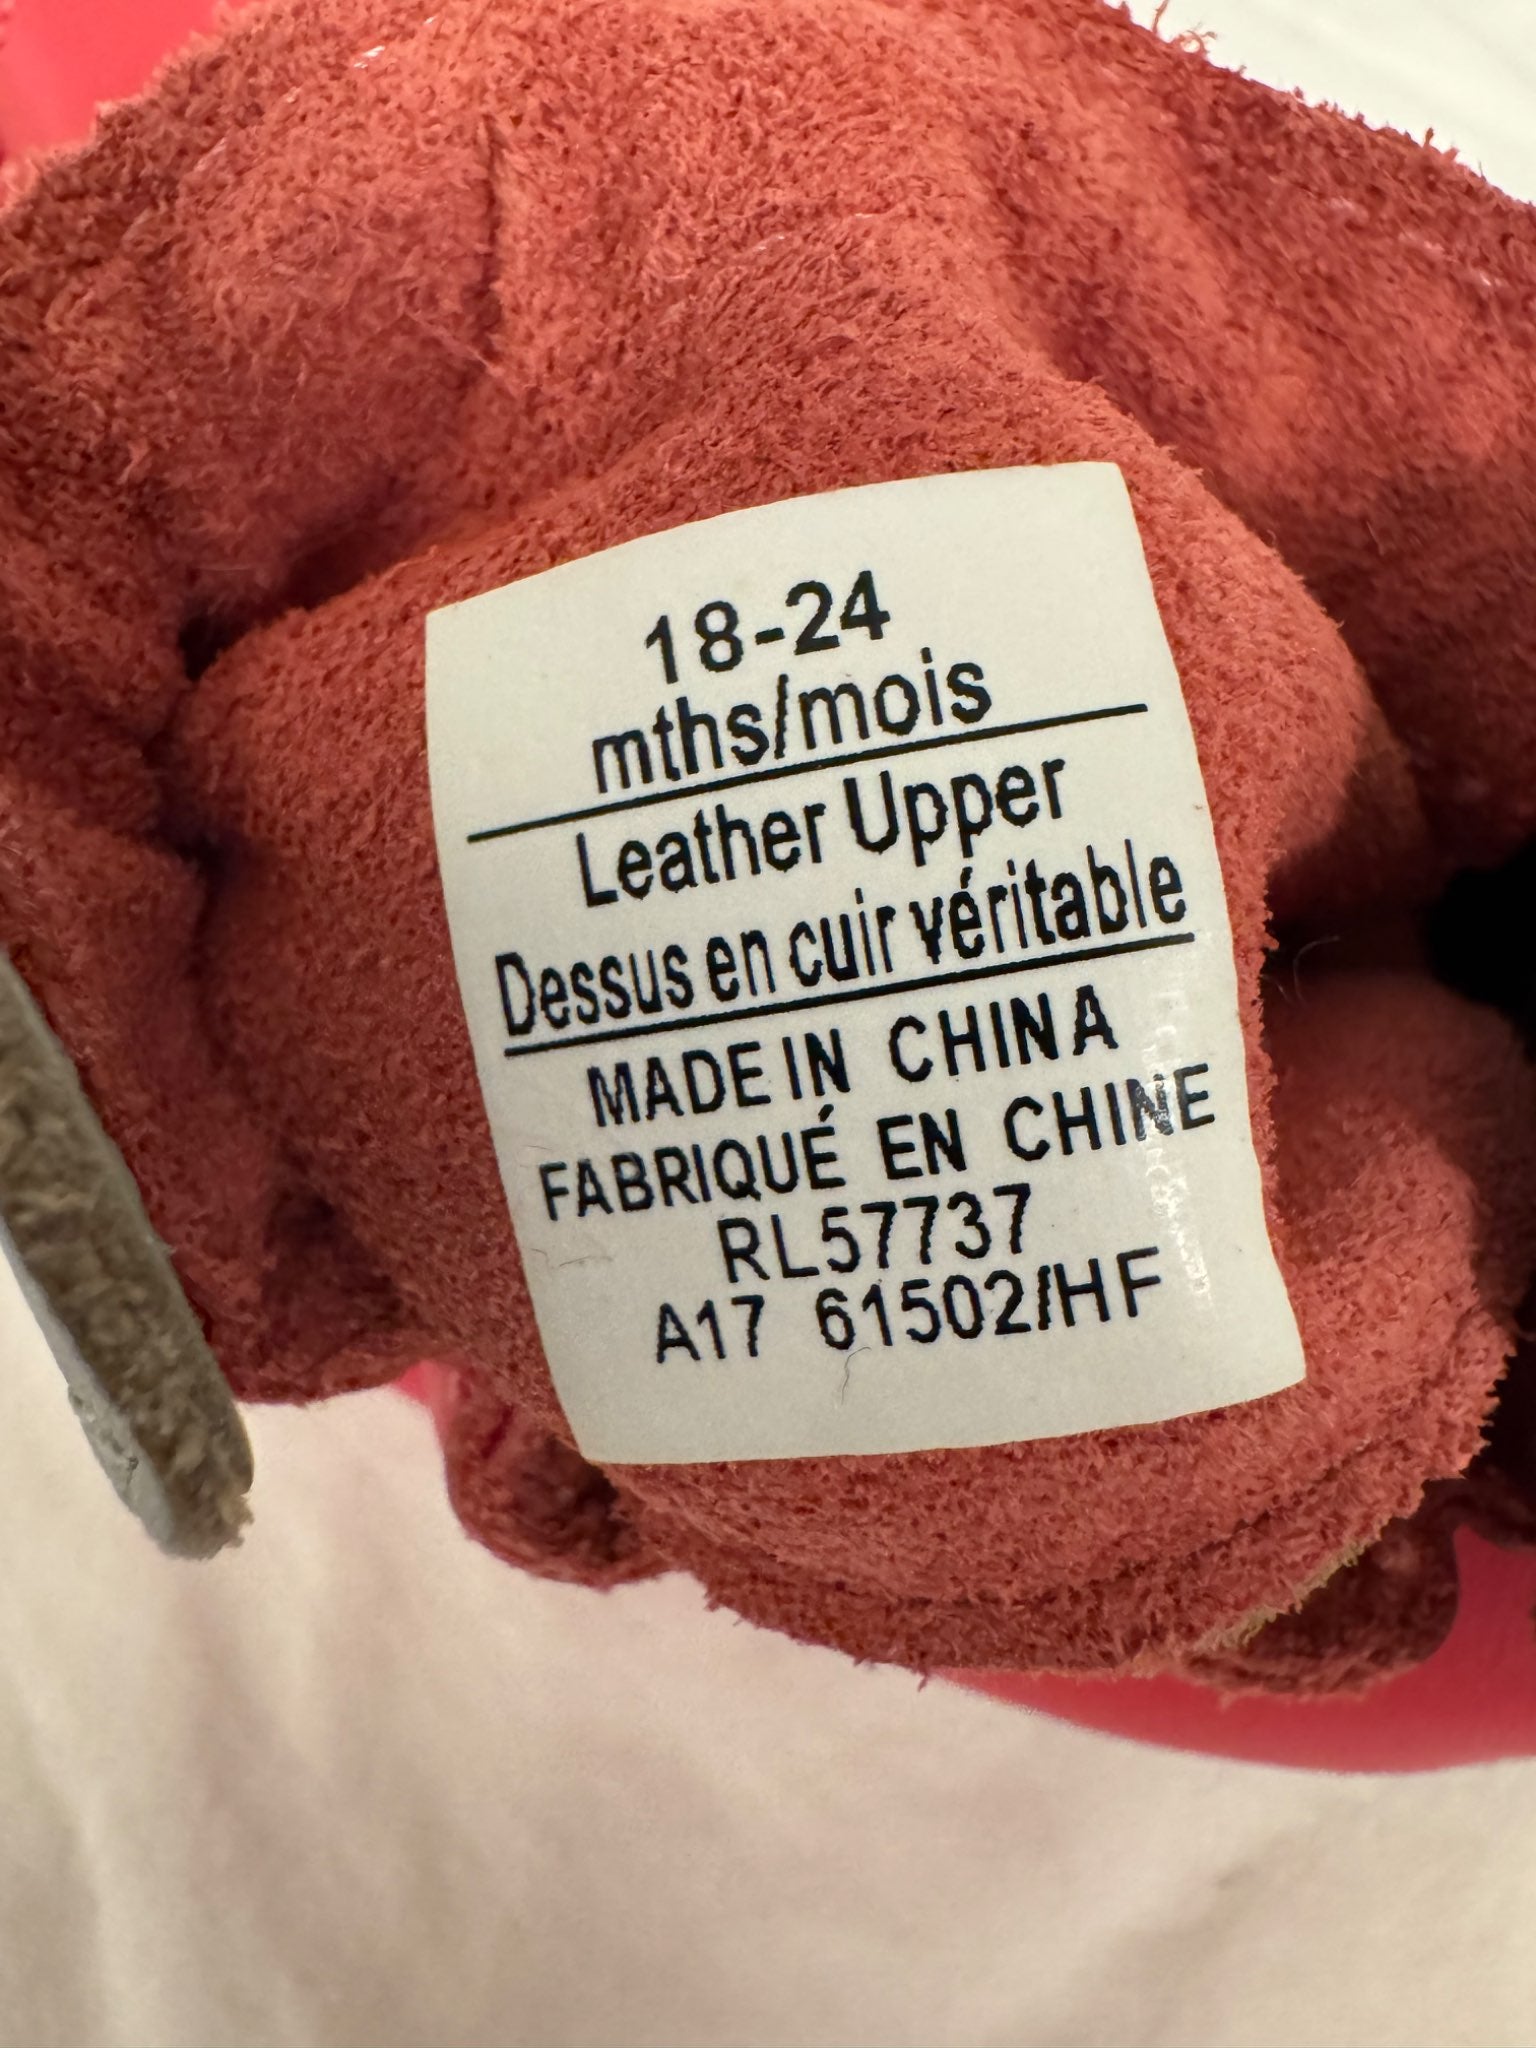 18-24
mths/mois
Leather Upper
Dessus en cuir véritable
MADE IN CHINA
FABRIQUÉ EN CHINE
RL57737
A17 61502/HF